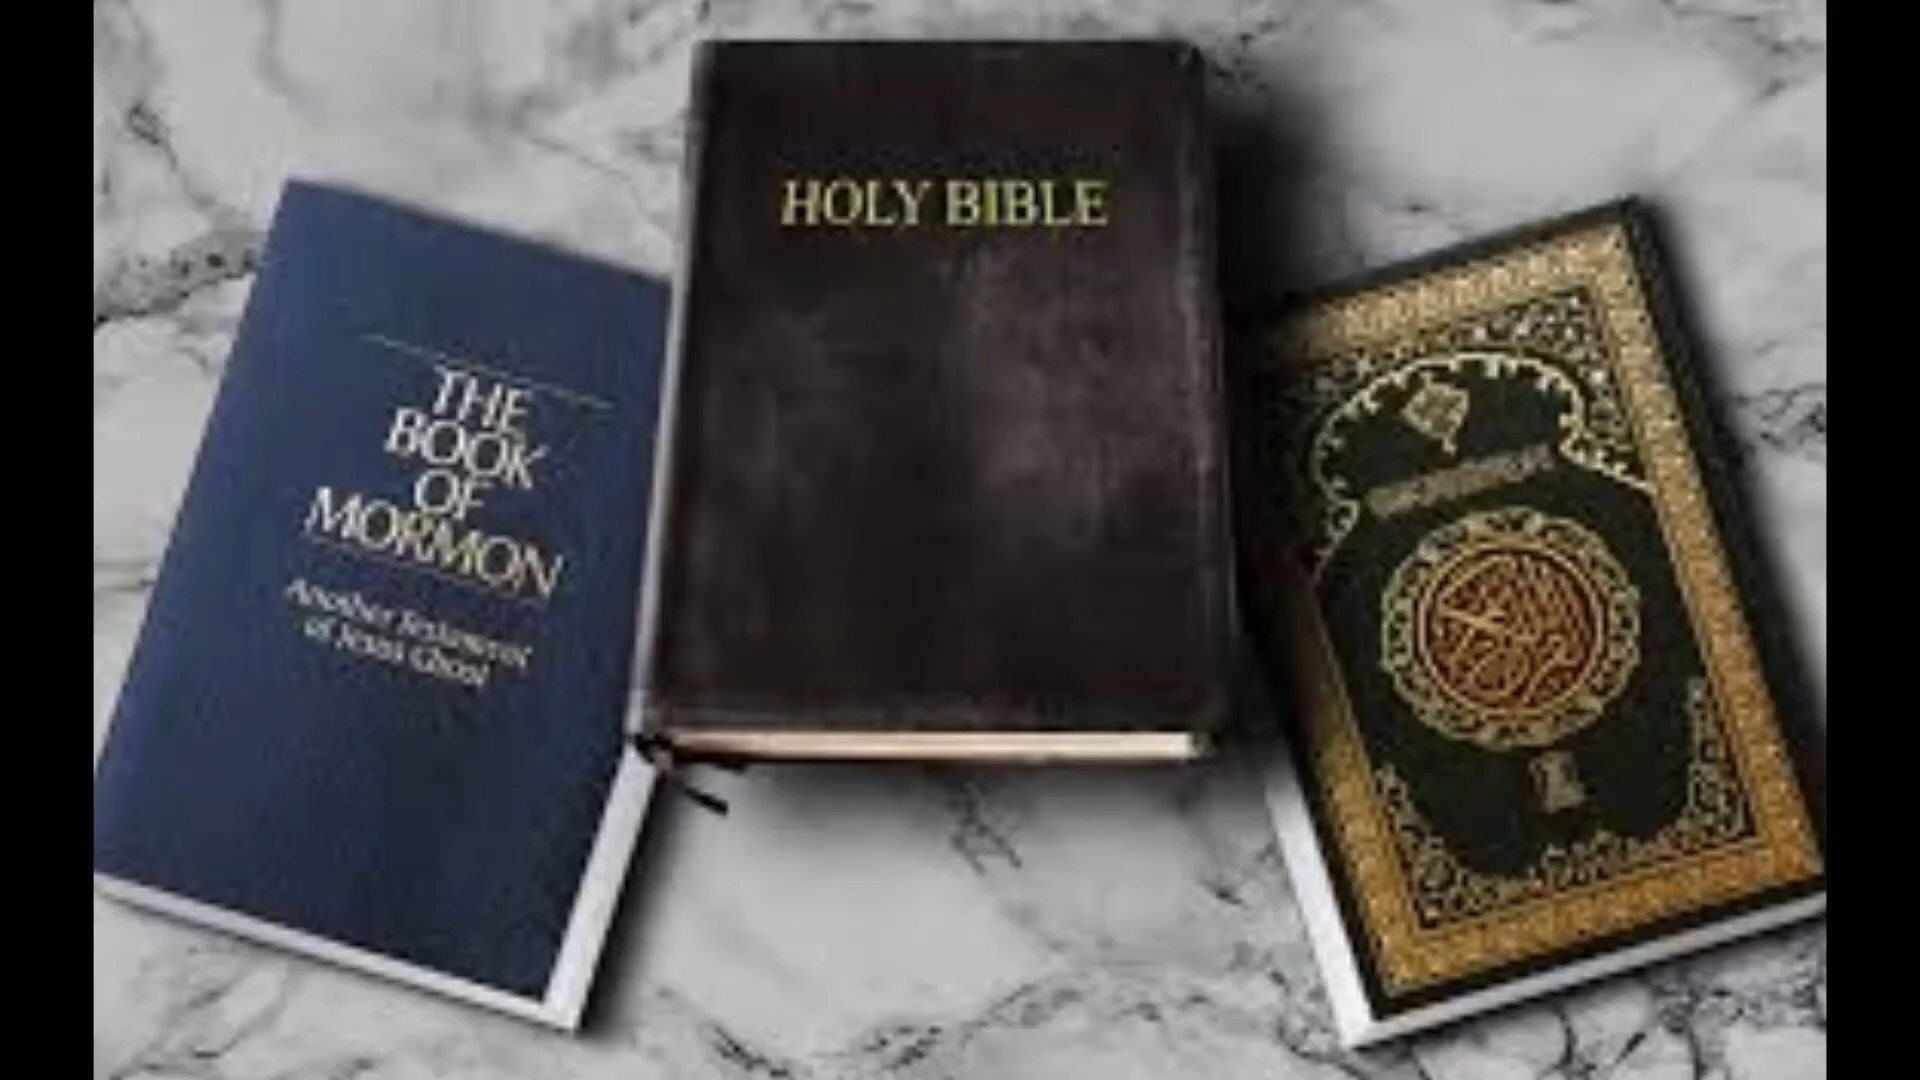 THE
BOOK
OF
MORMON
Another Testament
of Jesus Christ
HOLY BIBLE